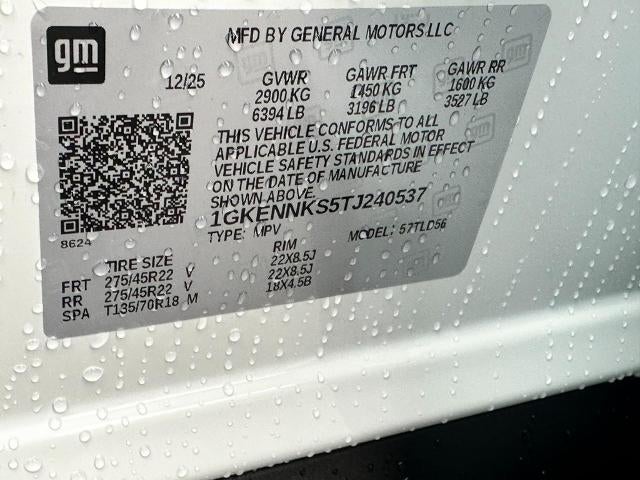 gm
MFD BY GENERAL MOTORS LLC
12/25 GVWR GAWR FRT GAWR RR
2900 KG 1450 KG 1600 KG
6394 LB 3196 LB 3527 LB
THIS VEHICLE CONFORMS TO ALL
APPLICABLE U.S. FEDERAL MOTOR
VEHICLE SAFETY STANDARDS IN EFFECT
ON THE DATE OF MANUFACTURE
SHOWN ABOVE.
1GKENNKS5TJ240537
TYPE: MPV MODEL: 57TLD56
8624
TIRE SIZE RIM
FRT 275/45R22 V 22X8.5J
RR 275/45R22 V 22X8.5J
SPA T135/70R18 M 18X4.5B